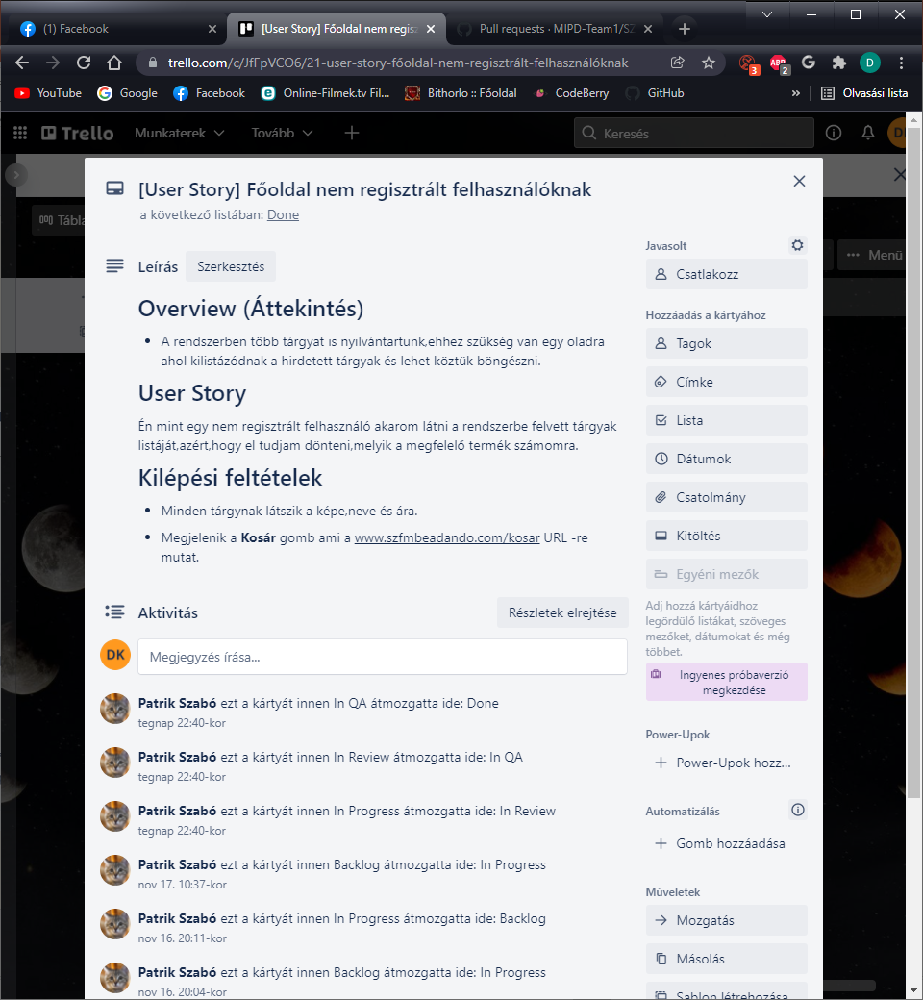 (1) Facebook
[User Story] Főoldal nem regisz
Pull requests · MIPD-Team1/SZ
trello.com/c/JfFpVCO6/21-user-story-főoldal-nem-regisztrált-felhasználóknak
3
ABP
2
D
YouTube
Google
Facebook
Online-Filmek.tv Fil...
Bithorlo :: Főoldal
CodeBerry
GitHub
»
Olvasási lista
Trello
Munkaterek
Tovább
Keresés
D
Tábla
Menü
[User Story] Főoldal nem regisztrált felhasználóknak
a következő listában: Done
Leírás
Szerkesztés
Overview (Áttekintés)
• A rendszerben több tárgyat is nyilvántartunk,ehhez szükség van egy oladra
ahol kilistázódnak a hirdetett tárgyak és lehet köztük böngészni.
User Story
Én mint egy nem regisztrált felhasználó akarom látni a rendszerbe felvett tárgyak
listáját,azért,hogy el tudjam dönteni,melyik a megfelelő termék számomra.
Kilépési feltételek
• Minden tárgynak látszik a képe,neve és ára.
• Megjelenik a Kosár gomb ami a www.szfmbeadando.com/kosar URL -re
mutat.
Aktivitás
Részletek elrejtése
DK
Megjegyzés írása...
Patrik Szabó ezt a kártyát innen In QA átmozgatta ide: Done
tegnap 22:40-kor
Patrik Szabó ezt a kártyát innen In Review átmozgatta ide: In QA
tegnap 22:40-kor
Patrik Szabó ezt a kártyát innen In Progress átmozgatta ide: In Review
tegnap 22:40-kor
Patrik Szabó ezt a kártyát innen Backlog átmozgatta ide: In Progress
nov 17. 10:37-kor
Patrik Szabó ezt a kártyát innen In Progress átmozgatta ide: Backlog
nov 16. 20:11-kor
Patrik Szabó ezt a kártyát innen Backlog átmozgatta ide: In Progress
nov 16. 20:04-kor
Javasolt
Csatlakozz
Hozzáadás a kártyához
Tagok
Címke
Lista
Dátumok
Csatolmány
Kitöltés
Egyéni mezők
Adj hozzá kártyáidhoz
legördülő listákat, szöveges
mezőket, dátumokat és még
többet.
Ingyenes próbaverzió
megkezdése
Power-Upok
Power-Upok hozz...
Automatizálás
Gomb hozzáadása
Műveletek
Mozgatás
Másolás
Sablon létrehozása